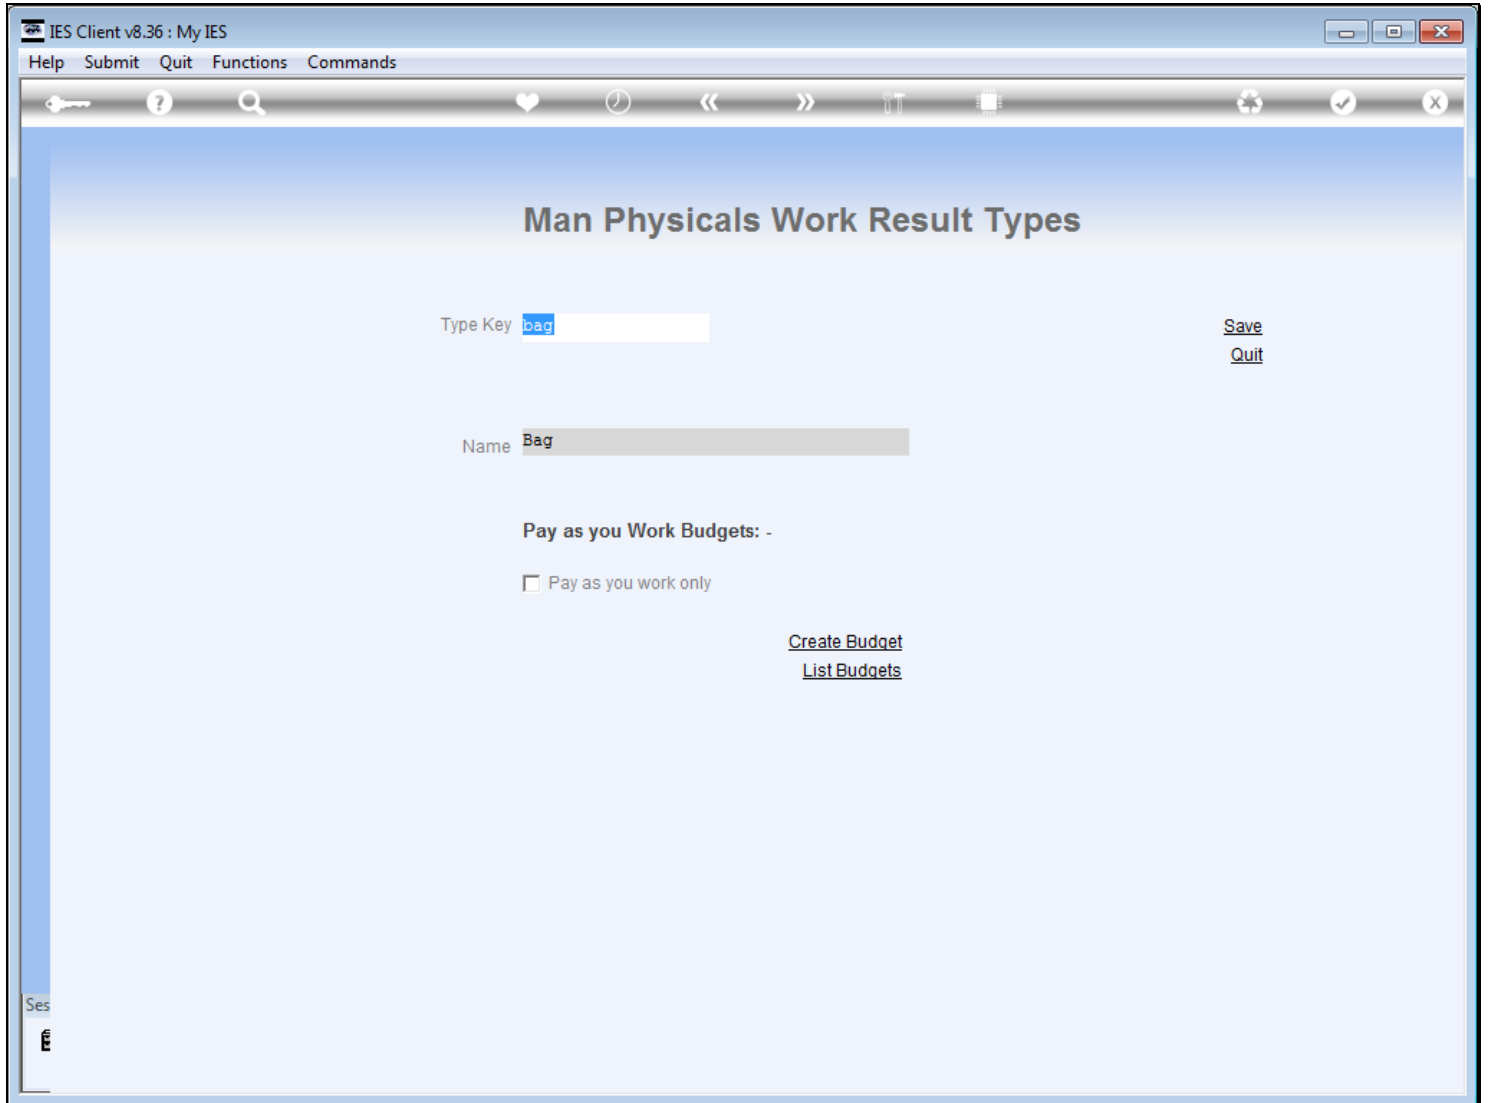 IES Client v8.36 : My IES
Help Submit Quit Functions Commands
Man Physicals Work Result Types
Type Key bag
Save
Quit
Name Bag
Pay as you Work Budgets: -
Pay as you work only
Create Budget
List Budgets
Ses